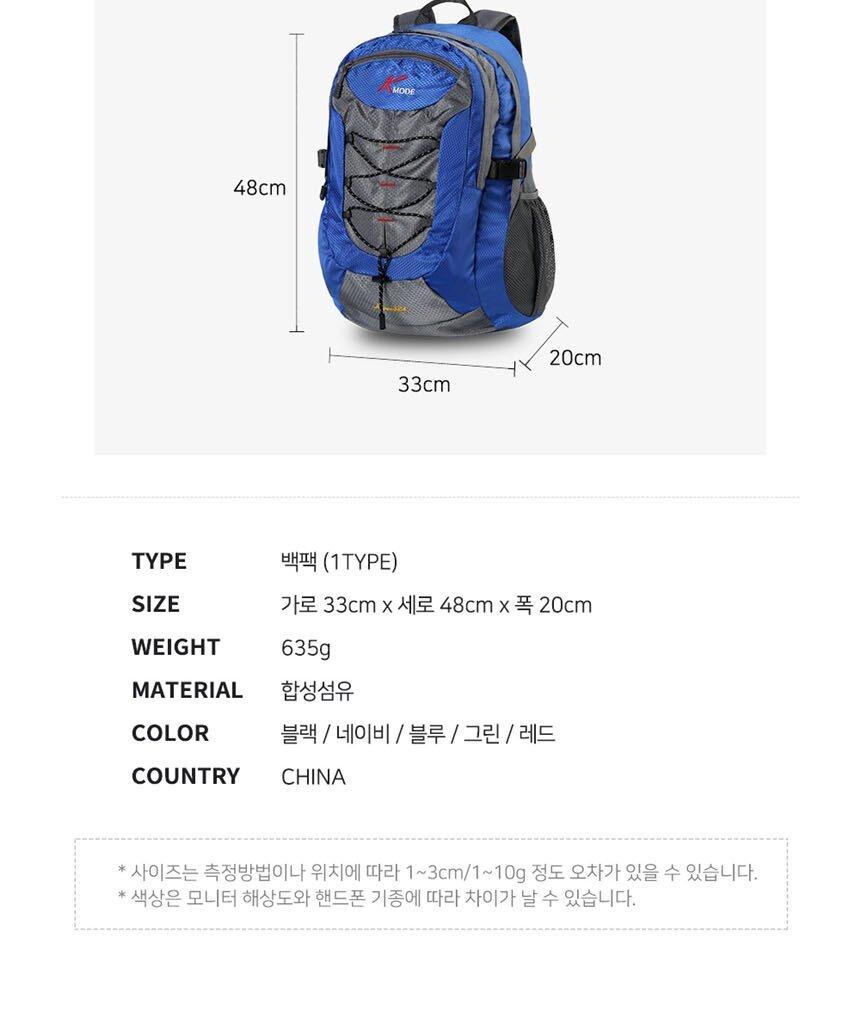 K MODE
48cm
20cm
33cm
TYPE 백팩 (1TYPE)
SIZE 가로 33cm x 세로 48cm x 폭 20cm
WEIGHT 635g
MATERIAL 합성섬유
COLOR 블랙 / 네이비 / 블루 / 그린 / 레드
COUNTRY CHINA
* 사이즈는 측정방법이나 위치에 따라 1~3cm/1~10g 정도 오차가 있을 수 있습니다.
* 색상은 모니터 해상도와 핸드폰 기종에 따라 차이가 날 수 있습니다.